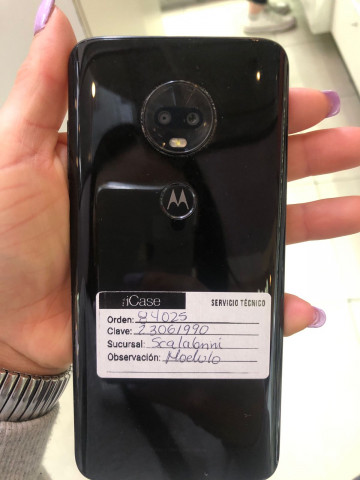 iCase SERVICIO TÉCNICO
Orden: 84025
Clave: 23061990
Sucursal: Scalabrini
Observación: Modulo